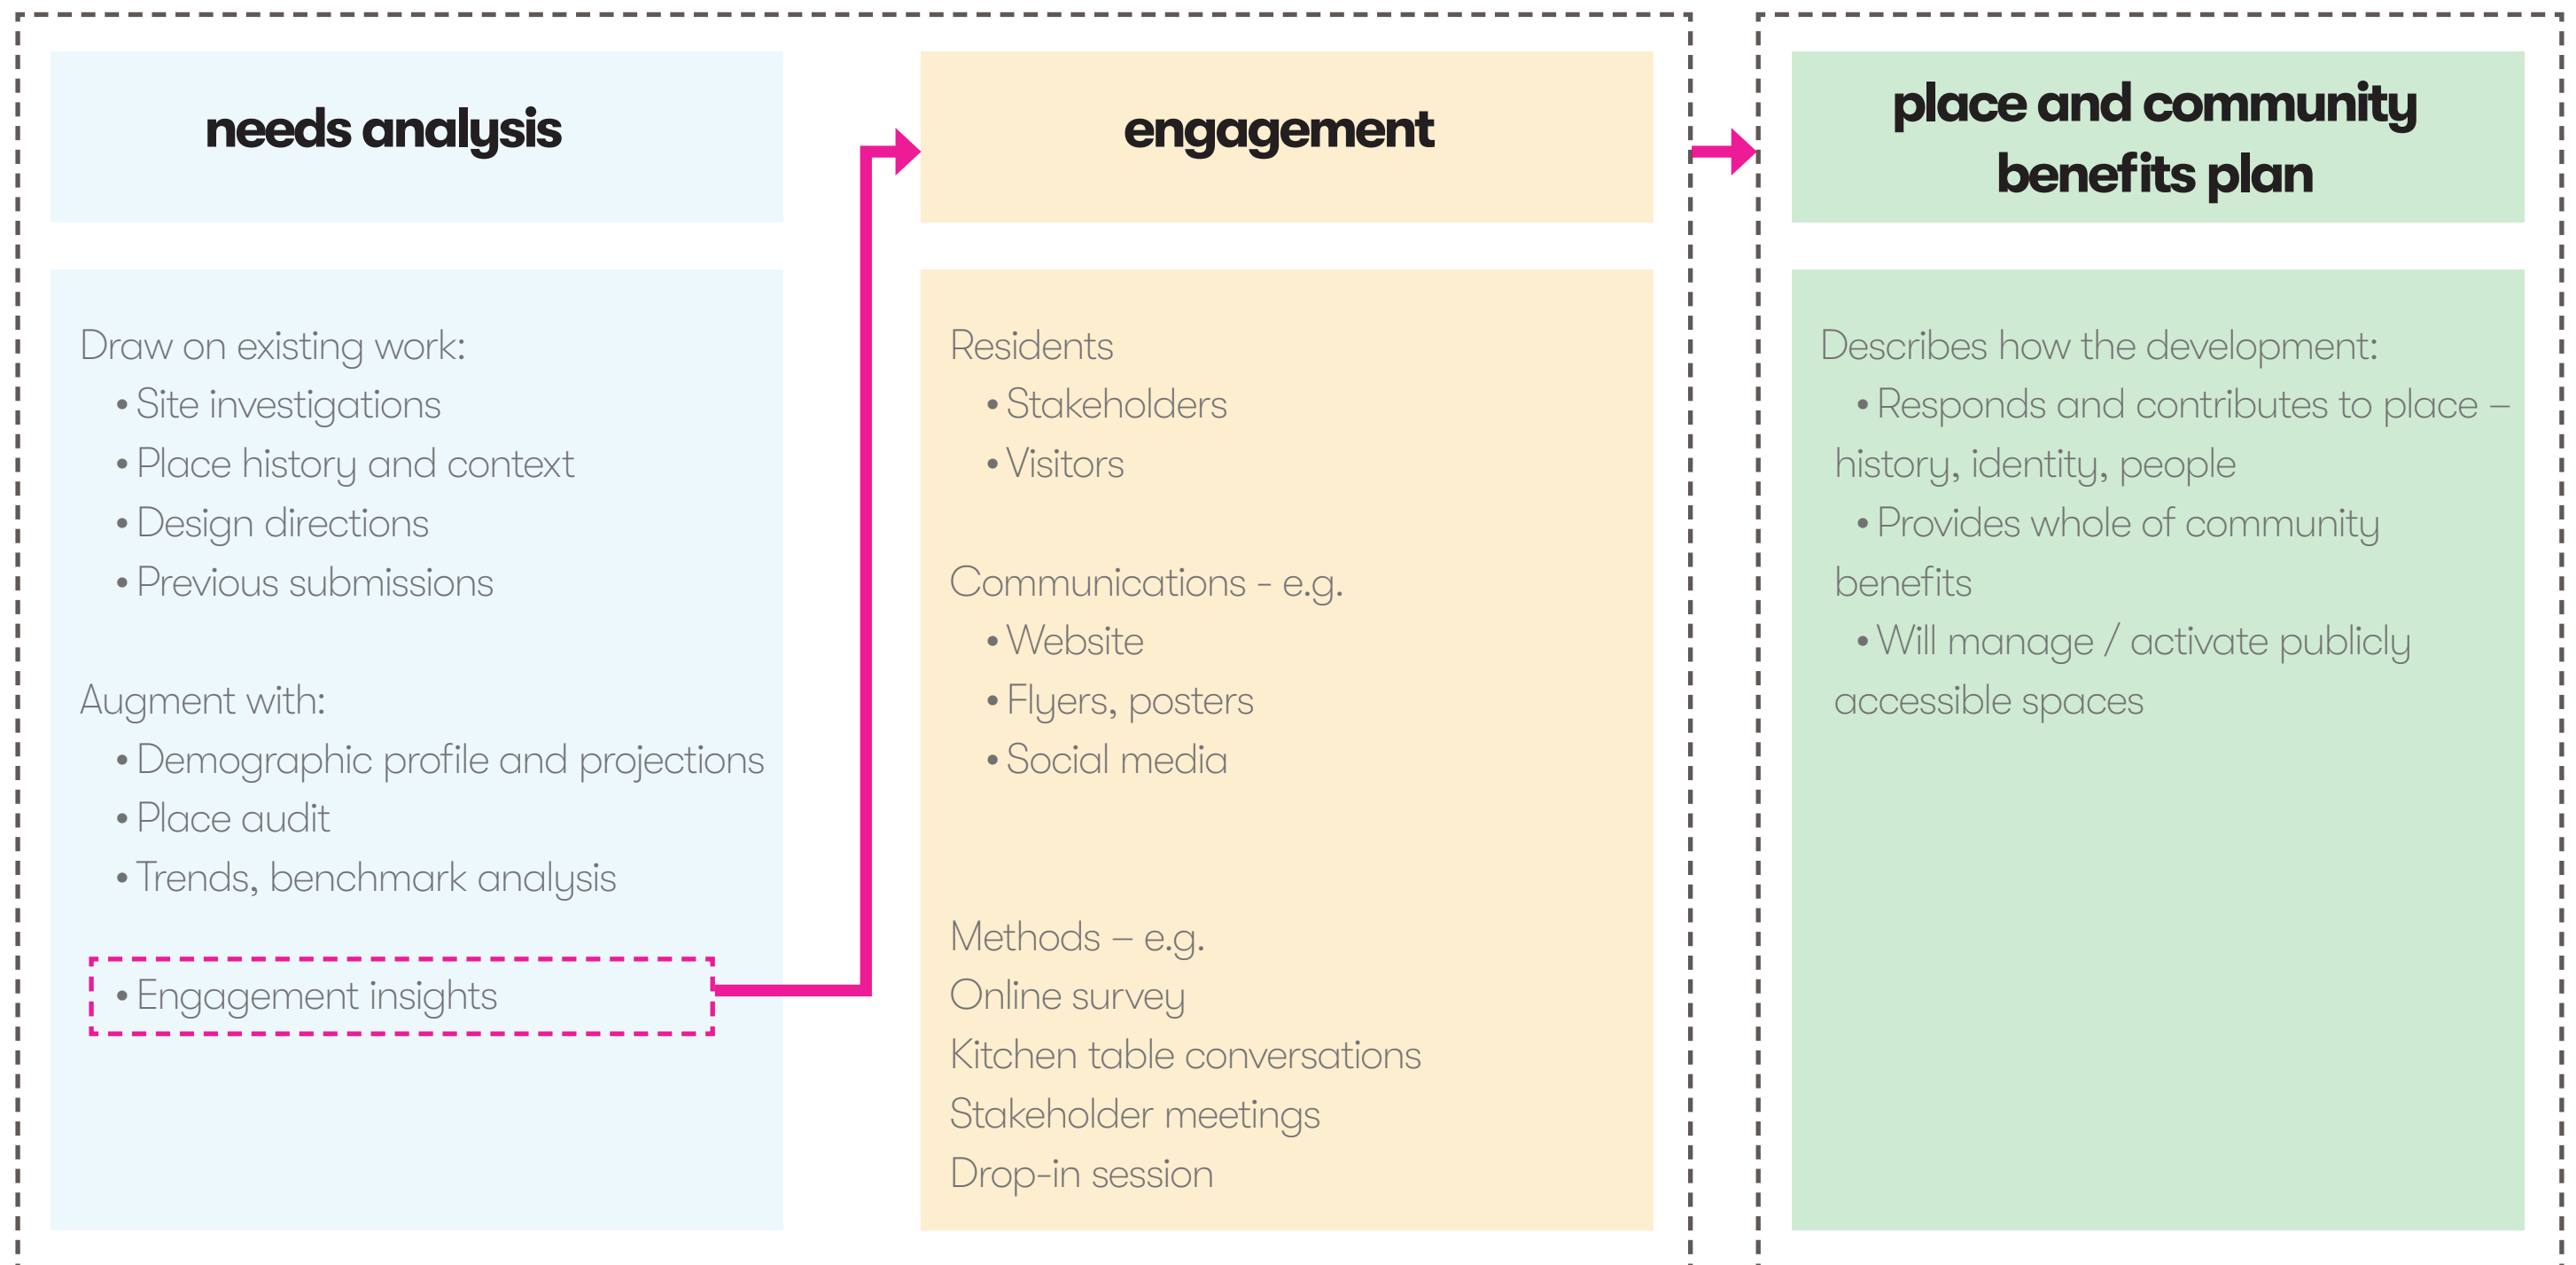 needs analysis
Draw on existing work:
• Site investigations
• Place history and context
• Design directions
• Previous submissions
Augment with:
• Demographic profile and projections
• Place audit
• Trends, benchmark analysis
• Engagement insights
engagement
Residents
• Stakeholders
• Visitors
Communications - e.g.
• Website
• Flyers, posters
• Social media
Methods – e.g.
Online survey
Kitchen table conversations
Stakeholder meetings
Drop-in session
place and community
benefits plan
Describes how the development:
• Responds and contributes to place –
history, identity, people
• Provides whole of community
benefits
• Will manage / activate publicly
accessible spaces